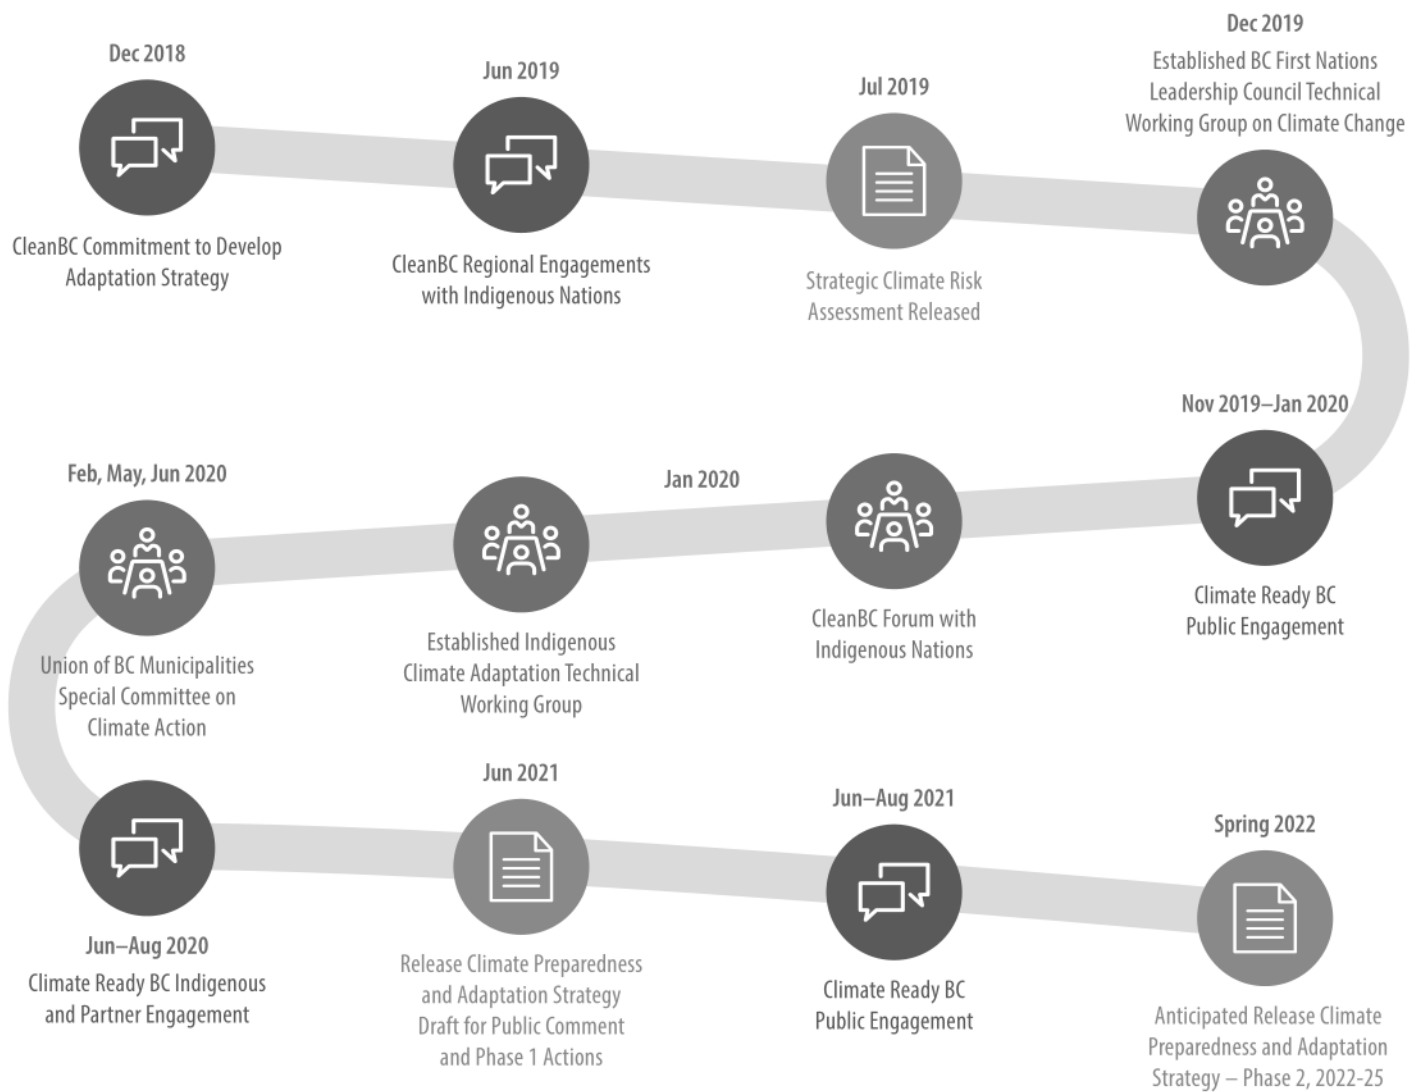 Dec 2018
CleanBC Commitment to Develop
Adaptation Strategy
Jun 2019
CleanBC Regional Engagements
with Indigenous Nations
Jul 2019
Strategic Climate Risk
Assessment Released
Dec 2019
Established BC First Nations
Leadership Council Technical
Working Group on Climate Change
Nov 2019–Jan 2020
Climate Ready BC
Public Engagement
Jan 2020
CleanBC Forum with
Indigenous Nations
Established Indigenous
Climate Adaptation Technical
Working Group
Feb, May, Jun 2020
Union of BC Municipalities
Special Committee on
Climate Action
Jun–Aug 2020
Climate Ready BC Indigenous
and Partner Engagement
Jun 2021
Release Climate Preparedness
and Adaptation Strategy
Draft for Public Comment
and Phase 1 Actions
Jun–Aug 2021
Climate Ready BC
Public Engagement
Spring 2022
Anticipated Release Climate
Preparedness and Adaptation
Strategy – Phase 2, 2022-25